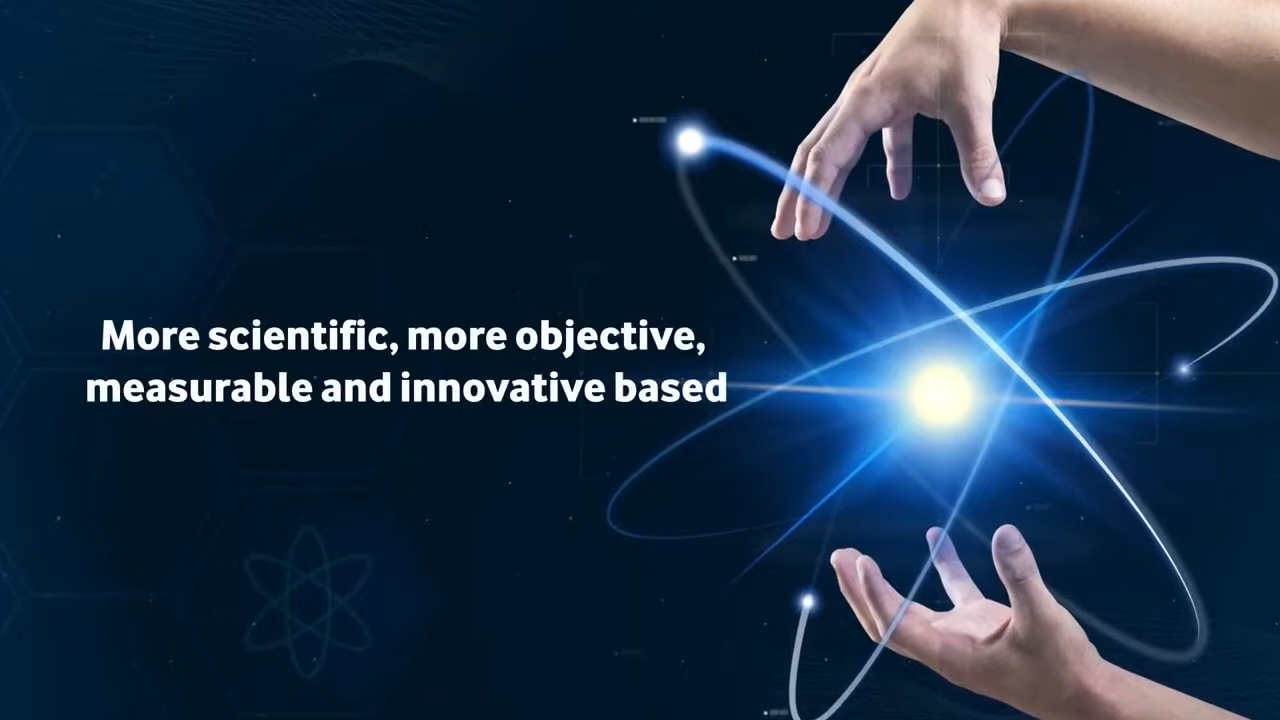 More scientific, more objective,
measurable and innovative based